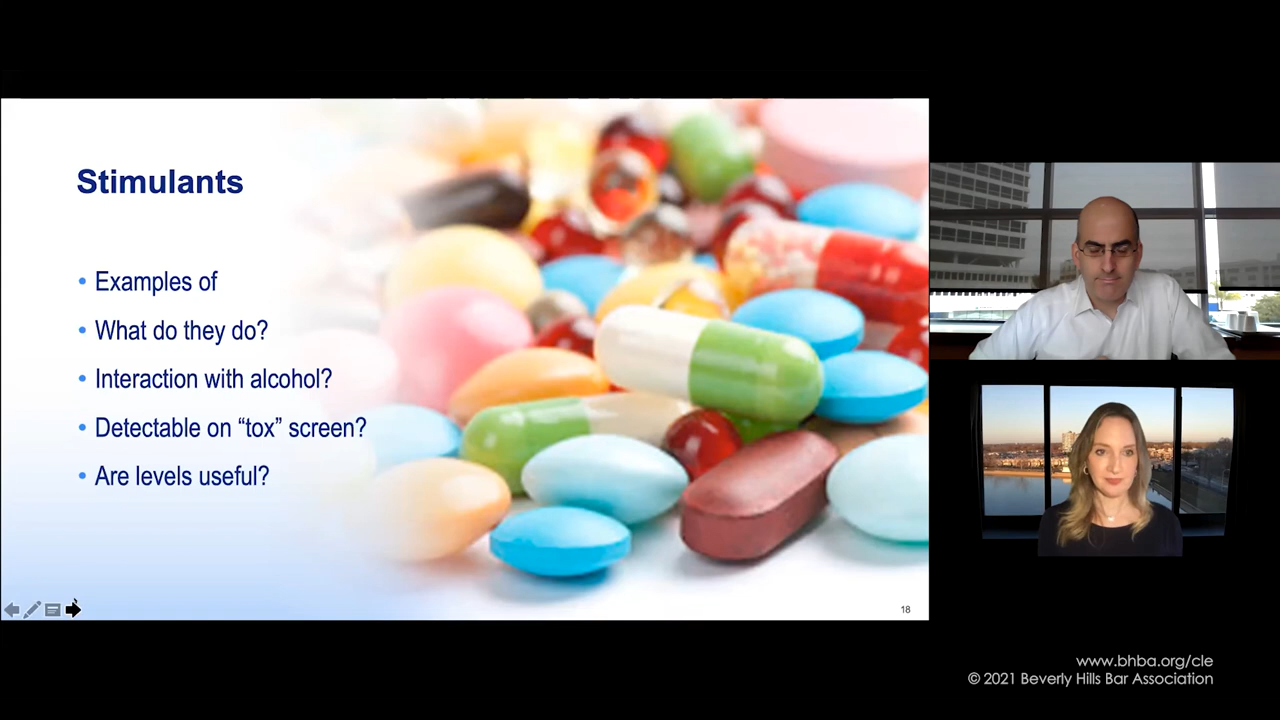 Stimulants
• Examples of
• What do they do?
• Interaction with alcohol?
• Detectable on “tox” screen?
• Are levels useful?
18
www.bhba.org/cle
© 2021 Beverly Hills Bar Association